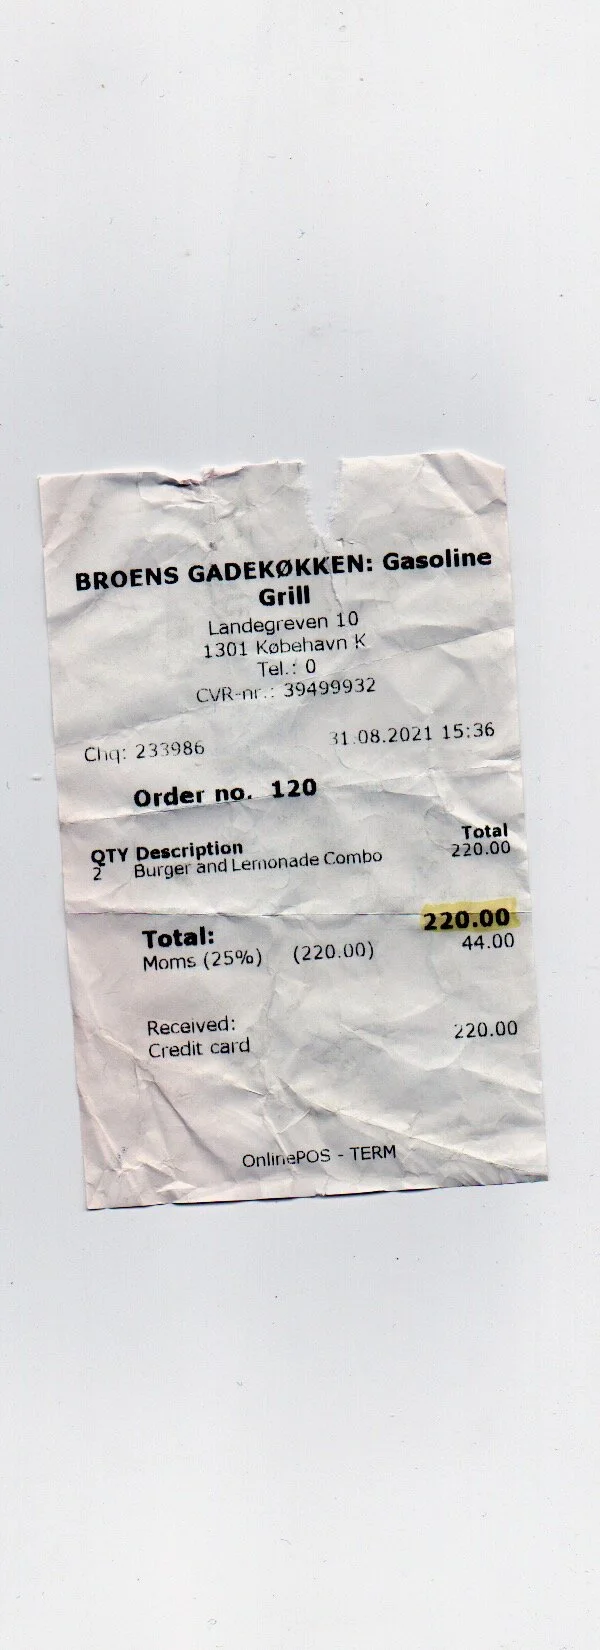 BROENS GADEKØKKEN: Gasoline
Grill
Landegreven 10
1301 Købehavn K
Tel.: 0
CVR-nr.: 39499932
Chq: 233986 31.08.2021 15:36
Order no. 120
QTY Description Total
2 Burger and Lemonade Combo 220.00
Total: 220.00
Moms (25%) (220.00) 44.00
Received:
Credit card 220.00
OnlinePOS - TERM